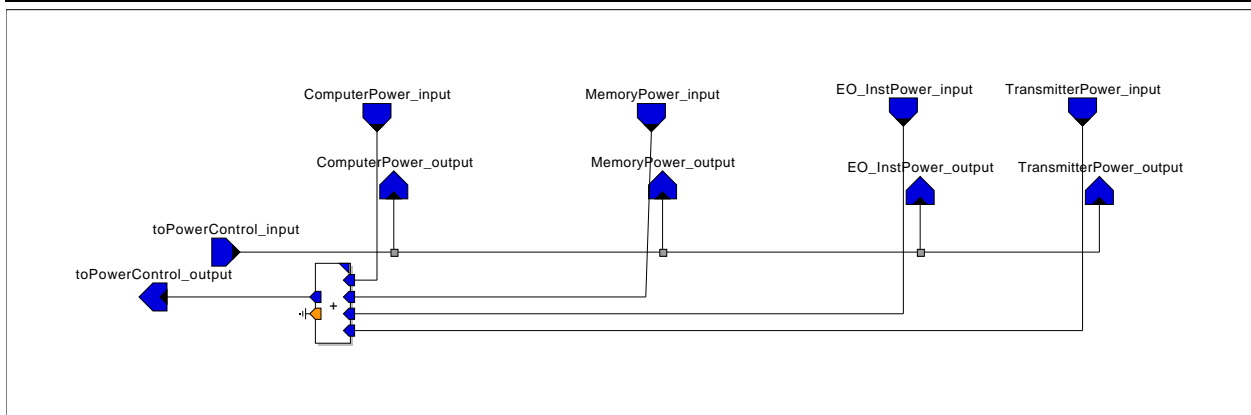 ComputerPower_input
MemoryPower_input
EO_InstPower_input
TransmitterPower_input
ComputerPower_output
MemoryPower_output
EO_InstPower_output
TransmitterPower_output
toPowerControl_input
toPowerControl_output
+